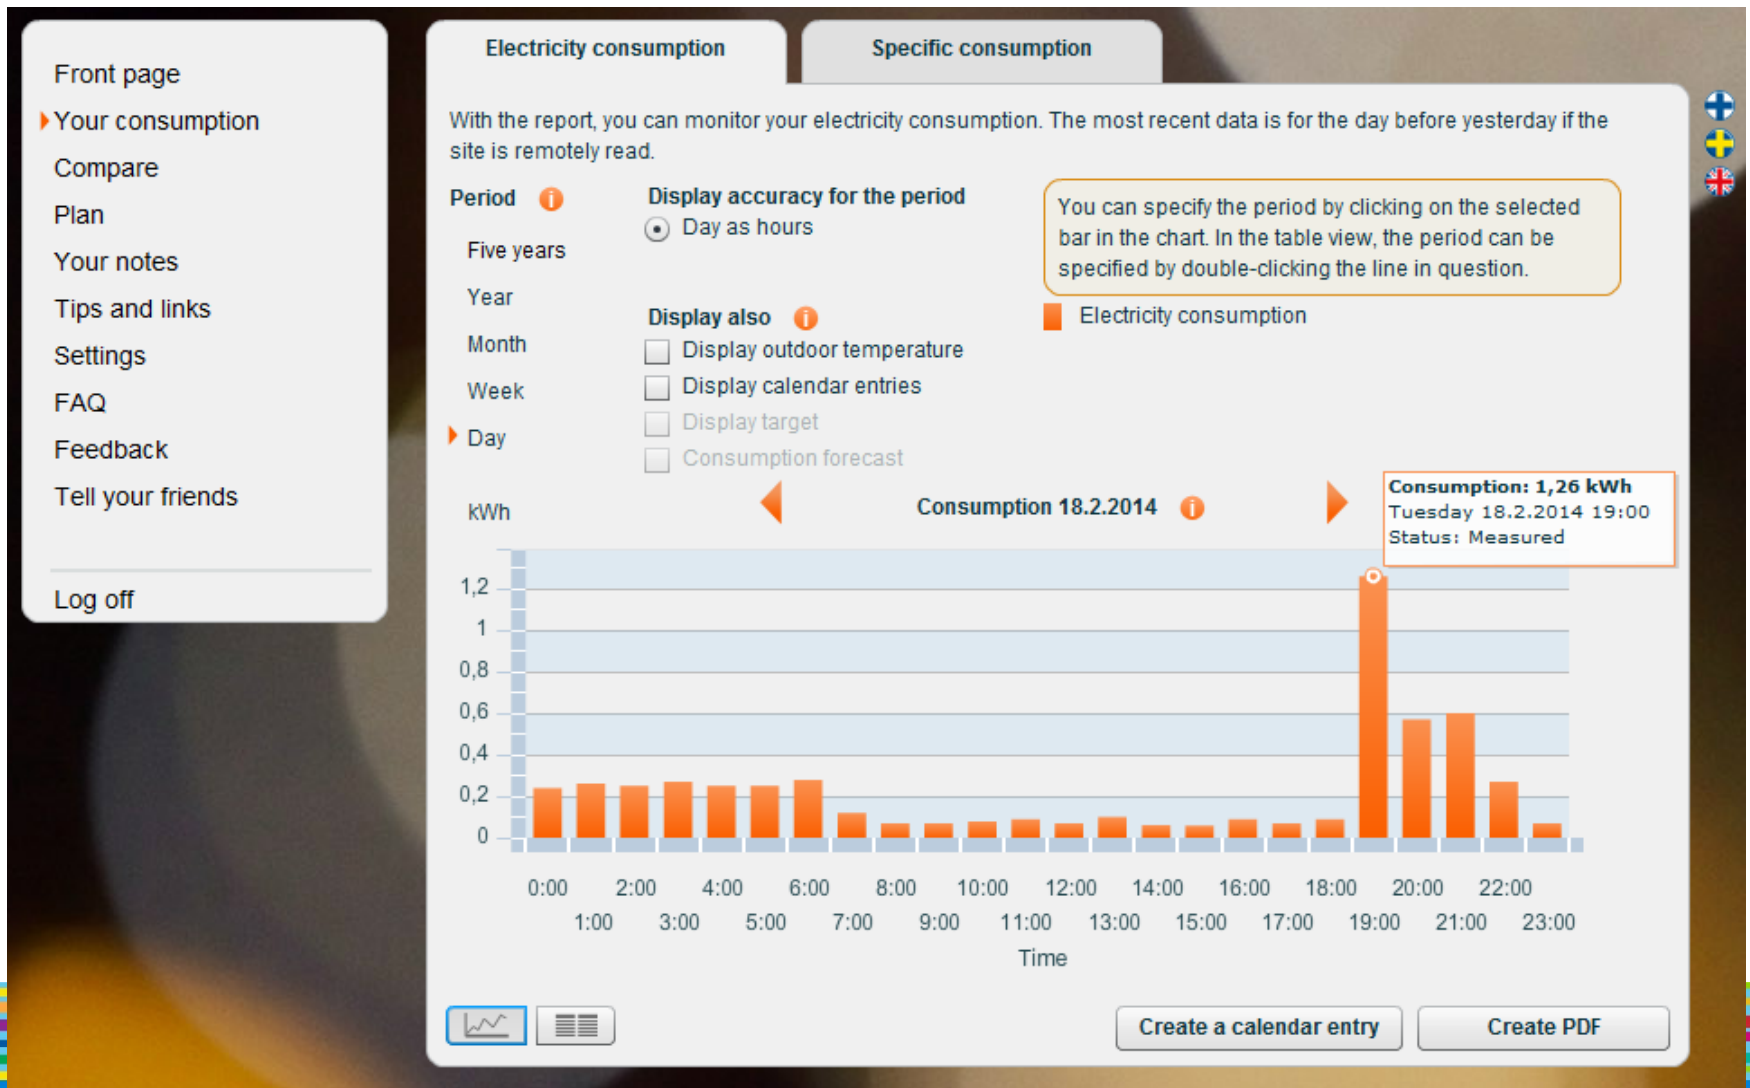 Front page
Your consumption
Compare
Plan
Your notes
Tips and links
Settings
FAQ
Feedback
Tell your friends
Log off
Electricity consumption
Specific consumption
With the report, you can monitor your electricity consumption. The most recent data is for the day before yesterday if the
site is remotely read.
Period
Five years
Year
Month
Week
Day
Display accuracy for the period
Day as hours
Display also
Display outdoor temperature
Display calendar entries
Display target
Consumption forecast
You can specify the period by clicking on the selected
bar in the chart. In the table view, the period can be
specified by double-clicking the line in question.
Electricity consumption
kWh
Consumption 18.2.2014
Consumption: 1,26 kWh
Tuesday 18.2.2014 19:00
Status: Measured
1,2
1
0,8
0,6
0,4
0,2
0
0:00 2:00 4:00 6:00 8:00 10:00 12:00 14:00 16:00 18:00 20:00 22:00
1:00 3:00 5:00 7:00 9:00 11:00 13:00 15:00 17:00 19:00 21:00 23:00
Time
Create a calendar entry
Create PDF